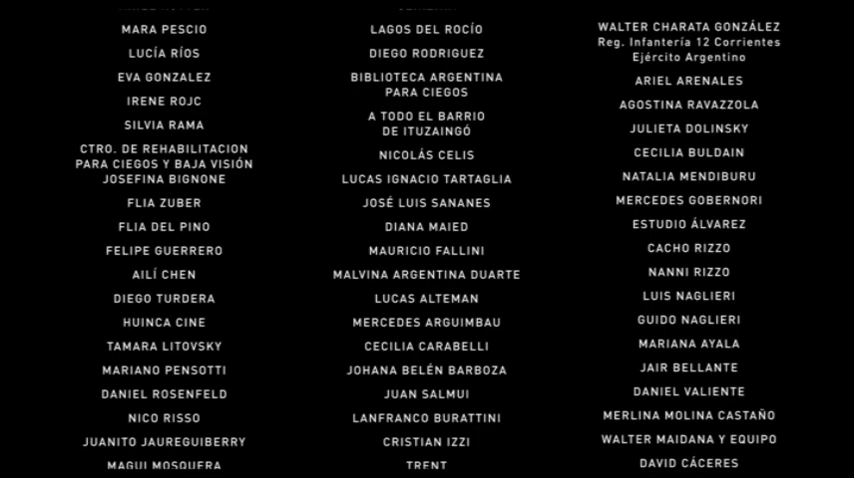 MARA PESCIO
LUCÍA RÍOS
EVA GONZALEZ
IRENE ROJC
SILVIA RAMA
CTRO. DE REHABILITACION
PARA CIEGOS Y BAJA VISIÓN
JOSEFINA BIGNONE
FLIA ZUBER
FLIA DEL PINO
FELIPE GUERRERO
AILÍ CHEN
DIEGO TURDERA
HUINCA CINE
TAMARA LITOVSKY
MARIANO PENSOTTI
DANIEL ROSENFELD
NICO RISSO
JUANITO JAUREGUIBERRY
MAGUI MOSQUERA
LAGOS DEL ROCÍO
DIEGO RODRIGUEZ
BIBLIOTECA ARGENTINA
PARA CIEGOS
A TODO EL BARRIO
DE ITUZAINGÓ
NICOLÁS CELIS
LUCAS IGNACIO TARTAGLIA
JOSÉ LUIS SANANES
DIANA MAIED
MAURICIO FALLINI
MALVINA ARGENTINA DUARTE
LUCAS ALTEMAN
MERCEDES ARGUIMBAU
CECILIA CARABELLI
JOHANA BELÉN BARBOZA
JUAN SALMUI
LANFRANCO BURATTINI
CRISTIAN IZZI
TRENT
WALTER CHARATA GONZÁLEZ
Reg. Infantería 12 Corrientes
Ejército Argentino
ARIEL ARENALES
AGOSTINA RAVAZZOLA
JULIETA DOLINSKY
CECILIA BULDAIN
NATALIA MENDIBURU
MERCEDES GOBERNORI
ESTUDIO ÁLVAREZ
CACHO RIZZO
NANNI RIZZO
LUIS NAGLIERI
GUIDO NAGLIERI
MARIANA AYALA
JAIR BELLANTE
DANIEL VALIENTE
MERLINA MOLINA CASTAÑO
WALTER MAIDANA Y EQUIPO
DAVID CÁCERES